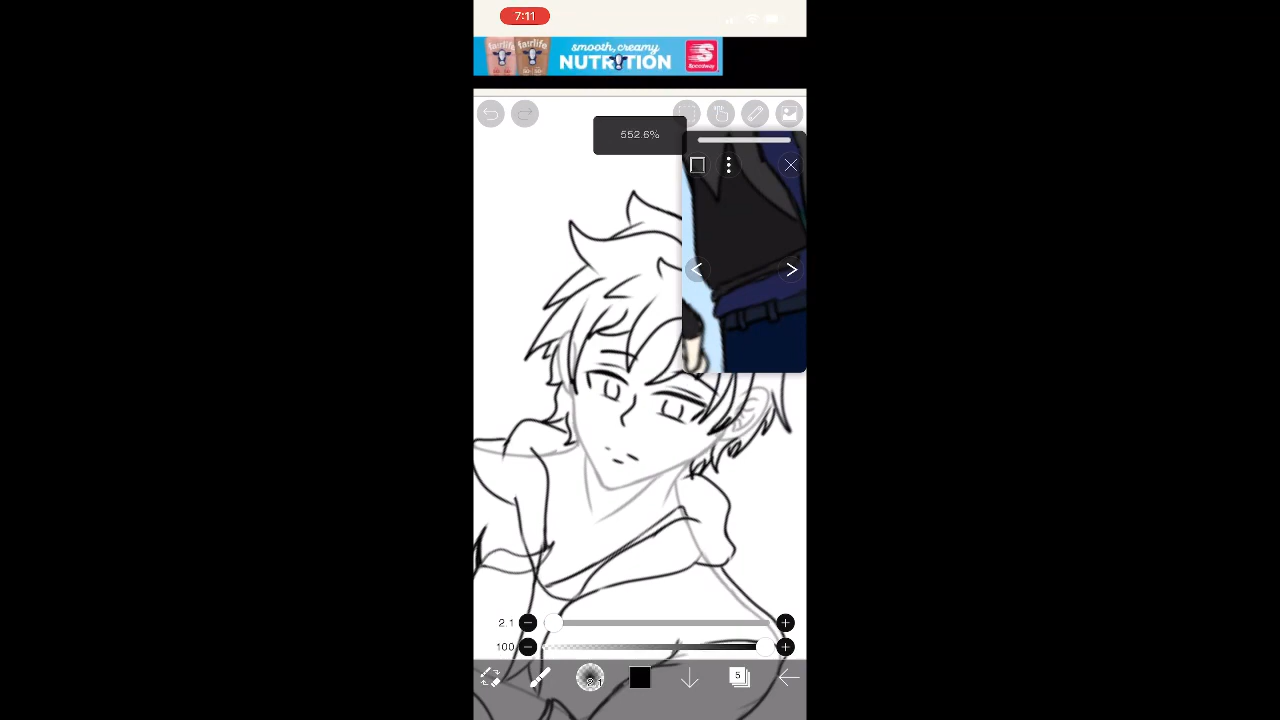 7:11
fairlife fairlife
smooth, creamy
NUTRITION
Speedway
552.6%
2.1
100
5